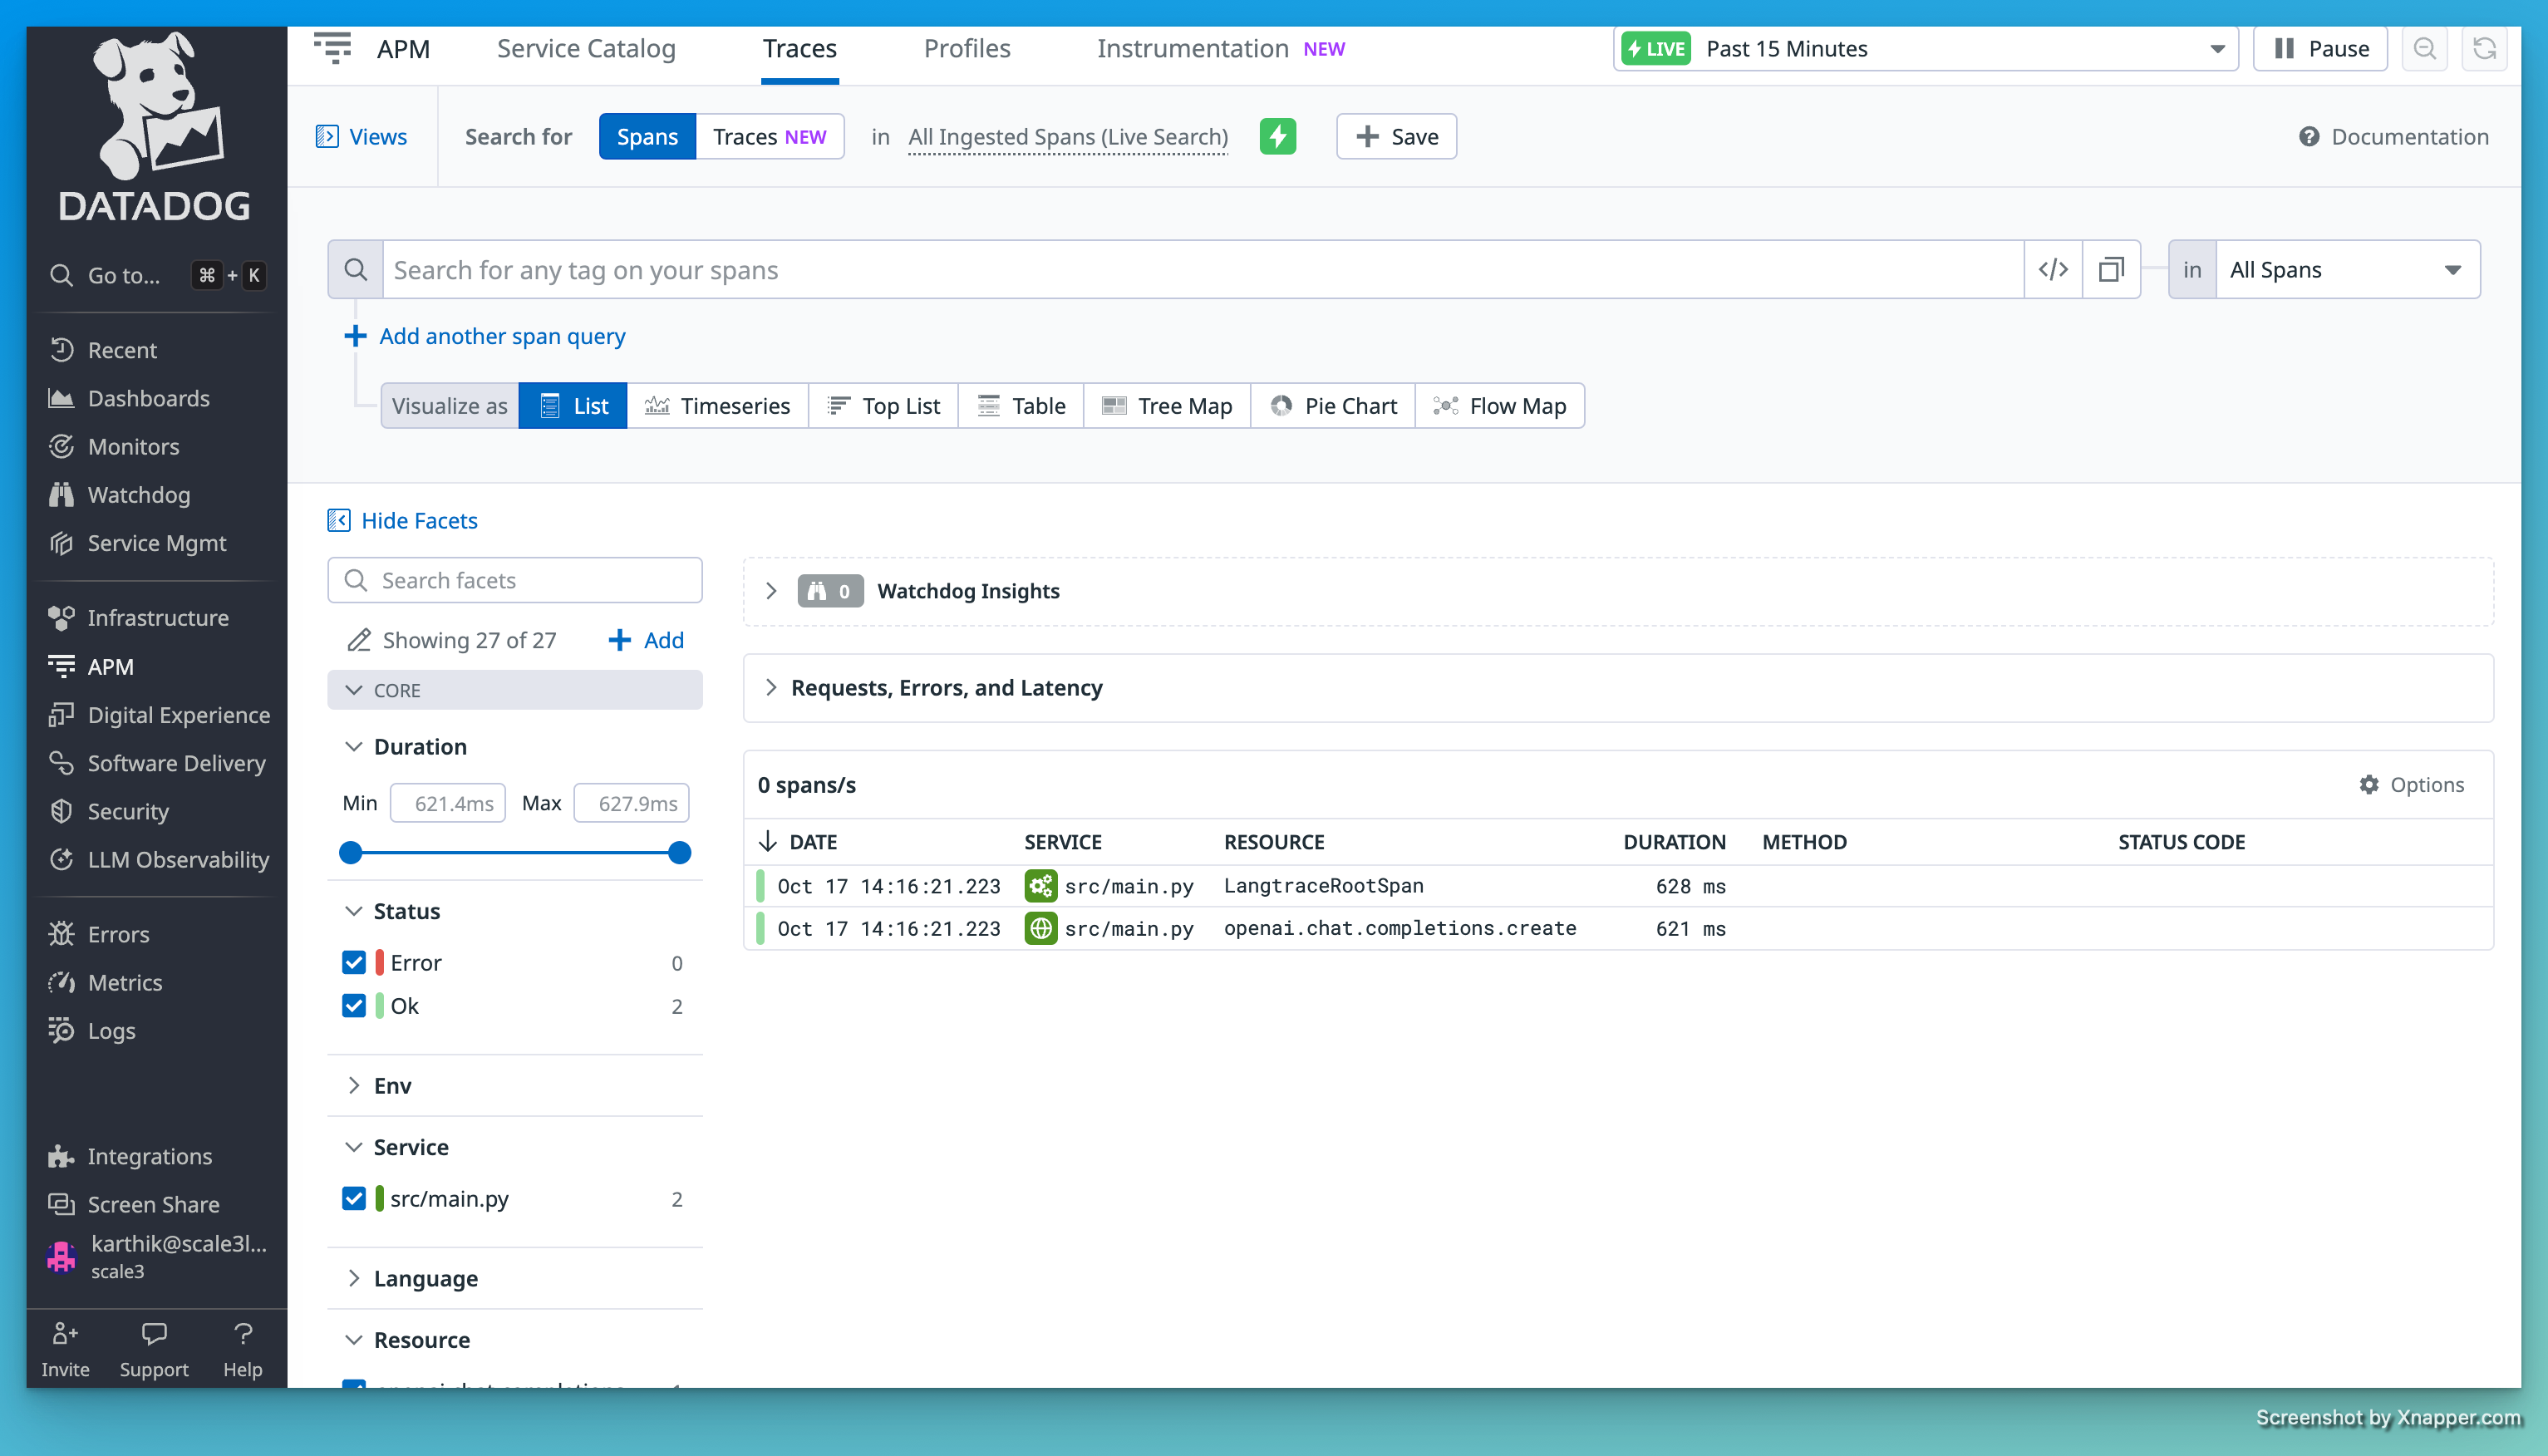 DATADOG
Go to... ⌘ + K
Recent
Dashboards
Monitors
Watchdog
Service Mgmt
Infrastructure
APM
Digital Experience
Software Delivery
Security
LLM Observability
Errors
Metrics
Logs
Integrations
Screen Share
karthik@scale3l...
scale3
Invite Support Help
APM Service Catalog Traces Profiles Instrumentation NEW LIVE Past 15 Minutes Pause
Views Search for Spans Traces NEW in All Ingested Spans (Live Search) + Save Documentation
Search for any tag on your spans </> in All Spans
+ Add another span query
Visualize as List Timeseries Top List Table Tree Map Pie Chart Flow Map
Hide Facets
Search facets
Showing 27 of 27 + Add
CORE
Duration
Min 621.4ms Max 627.9ms
Status
Error 0
Ok 2
Env
Service
src/main.py 2
Language
Resource
0 Watchdog Insights
Requests, Errors, and Latency
0 spans/s Options
DATE SERVICE RESOURCE DURATION METHOD STATUS CODE
Oct 17 14:16:21.223 src/main.py LangtraceRootSpan 628 ms
Oct 17 14:16:21.223 src/main.py openai.chat.completions.create 621 ms
Screenshot by Xnapper.com